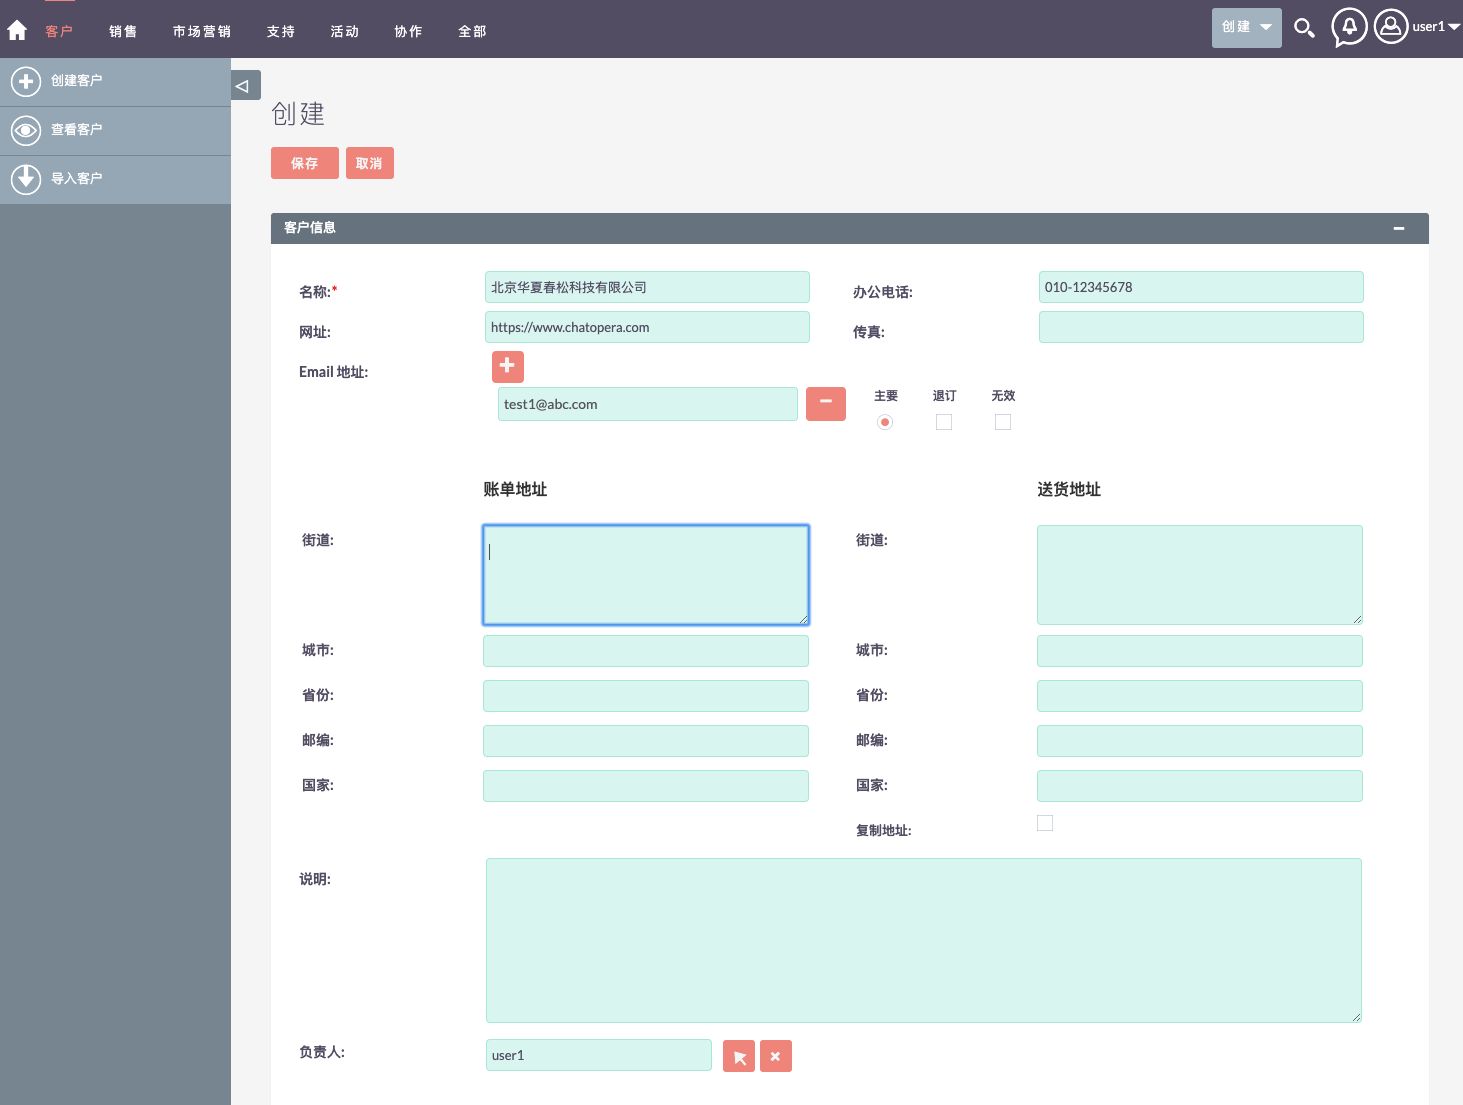 客户 销售 市场营销 支持 活动 协作 全部 创建 user1
创建客户
查看客户
导入客户
创建
保存 取消
客户信息
名称:* 北京华夏春松科技有限公司 办公电话: 010-12345678
网址: https://www.chatopera.com 传真:
Email 地址:
主要 退订 无效
test1@abc.com
账单地址 送货地址
街道: 街道:
城市: 城市:
省份: 省份:
邮编: 邮编:
国家: 国家:
复制地址:
说明:
负责人: user1